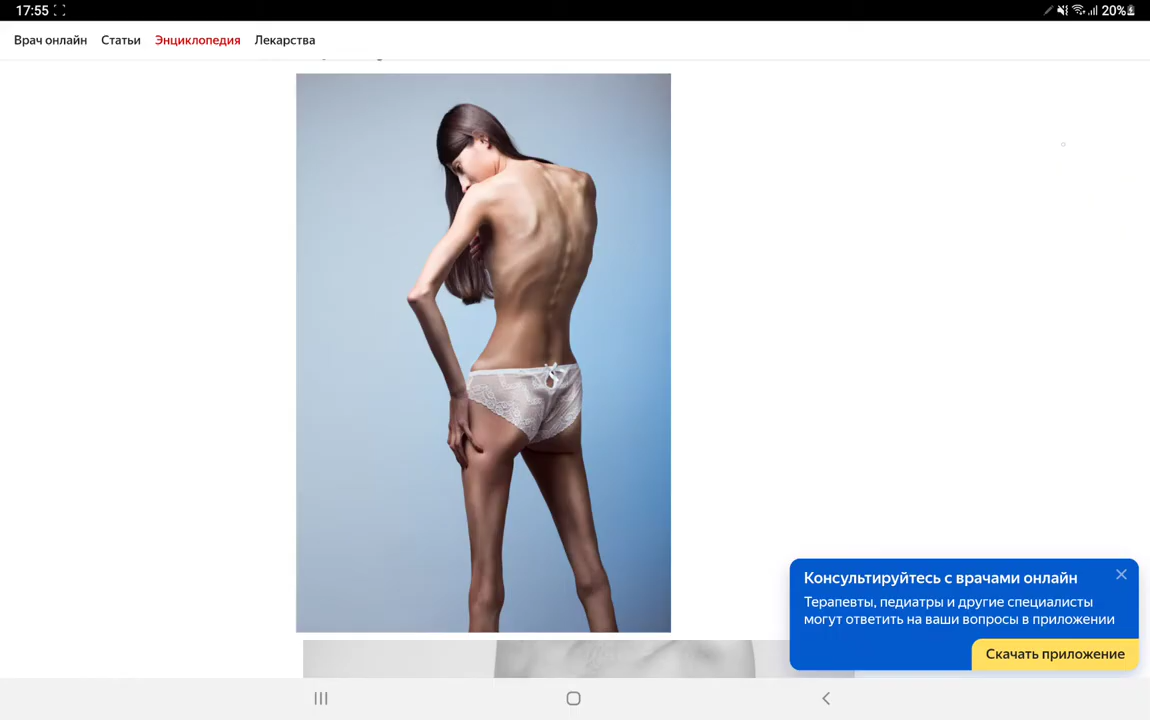 17:55
20%
Врач онлайн Статьи Энциклопедия Лекарства
Консультируйтесь с врачами онлайн
Терапевты, педиатры и другие специалисты
могут ответить на ваши вопросы в приложении
Скачать приложение